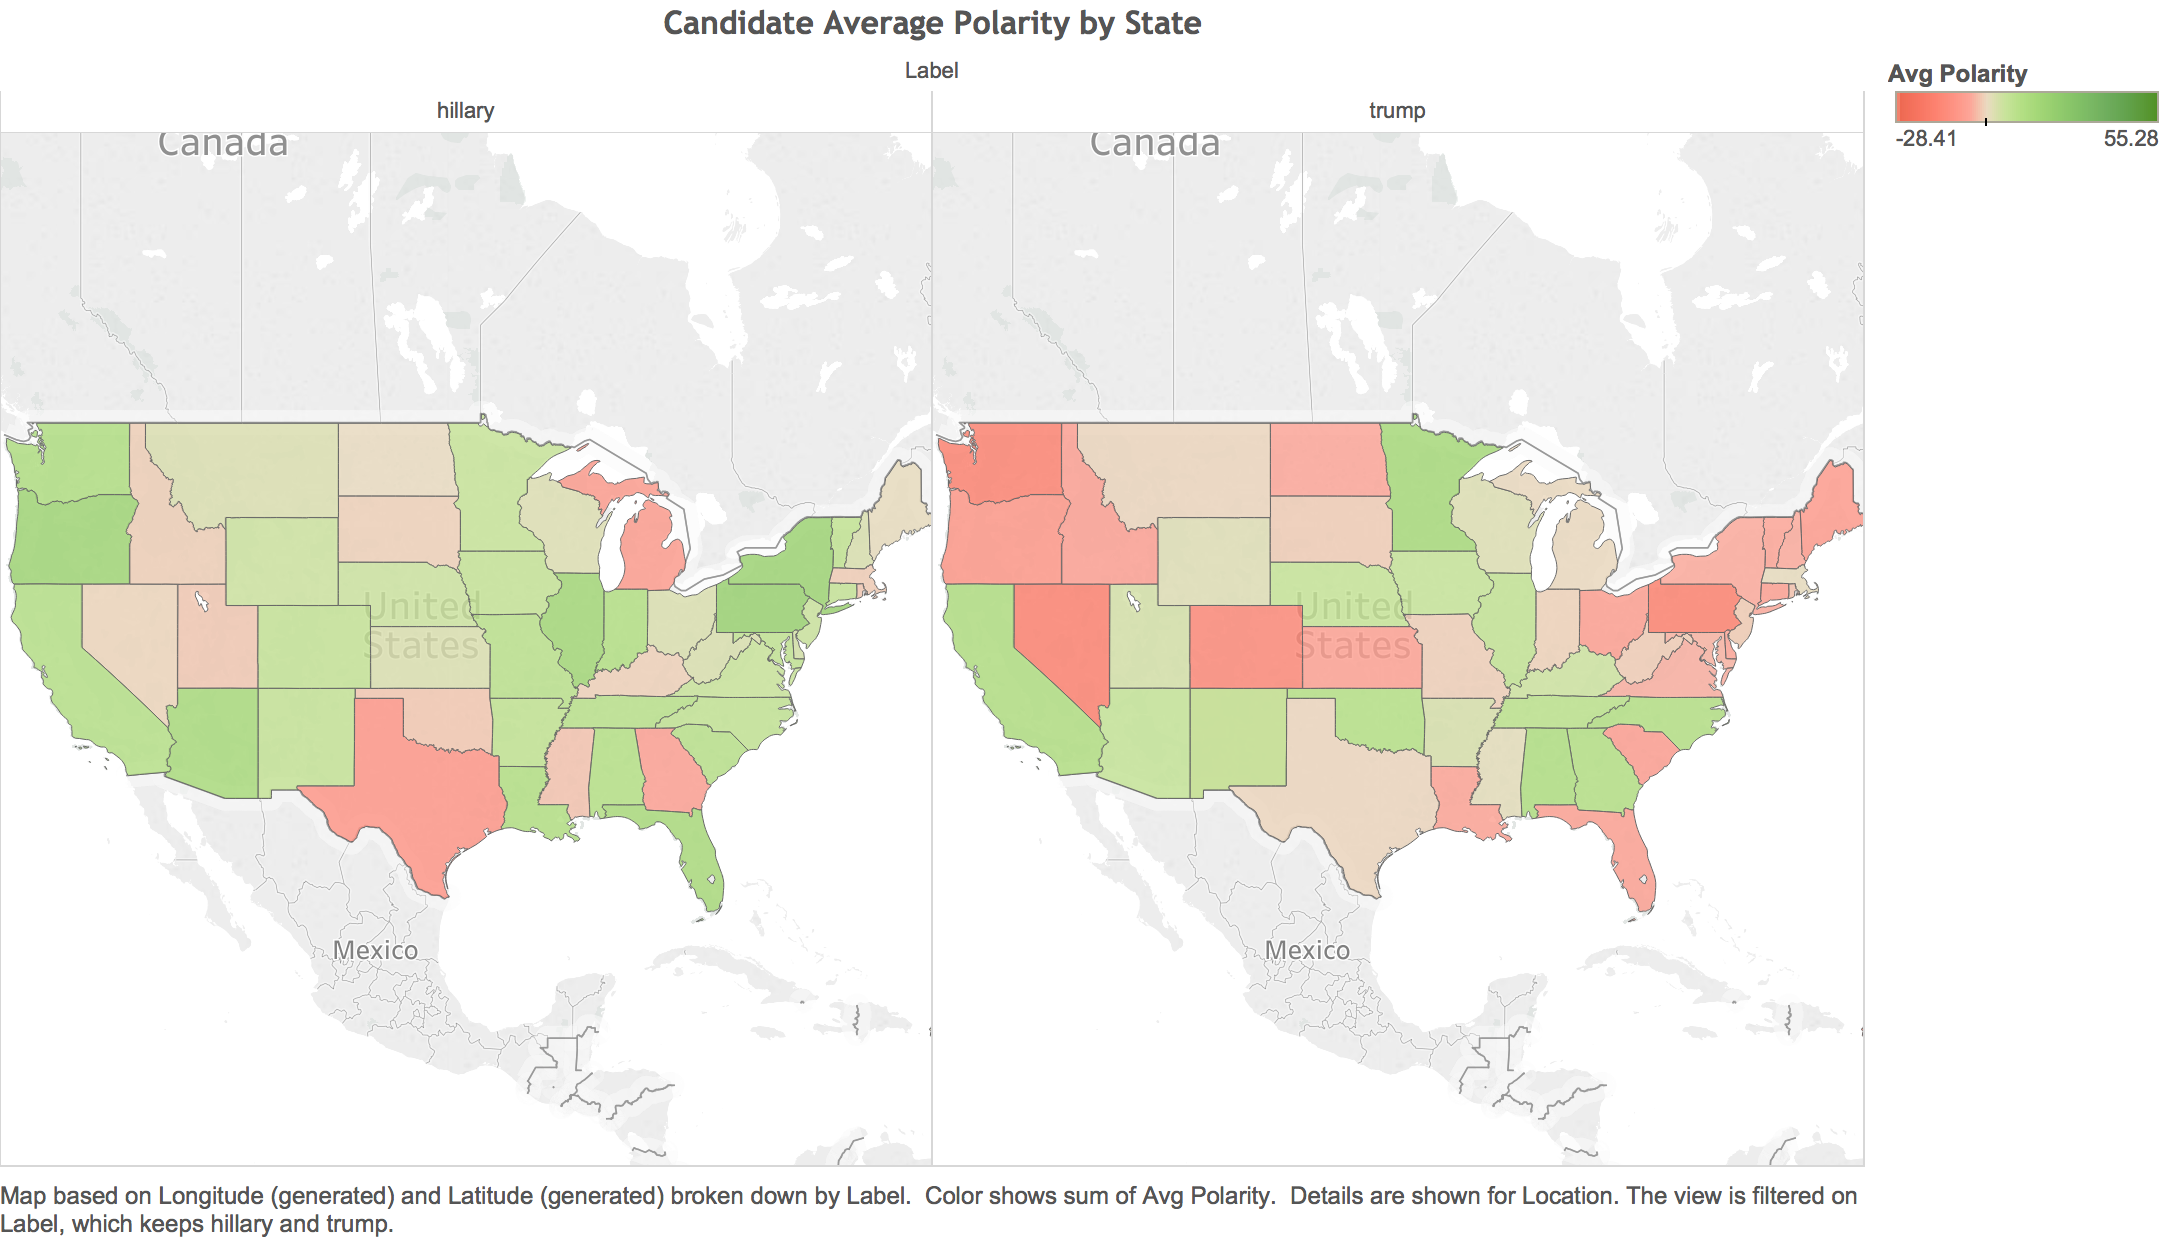 Candidate Average Polarity by State
Label
hillary
trump
Avg Polarity
-28.41
55.28
Canada
Canada
United
States
United
States
Mexico
Mexico
Map based on Longitude (generated) and Latitude (generated) broken down by Label.  Color shows sum of Avg Polarity.  Details are shown for Location. The view is filtered on
Label, which keeps hillary and trump.